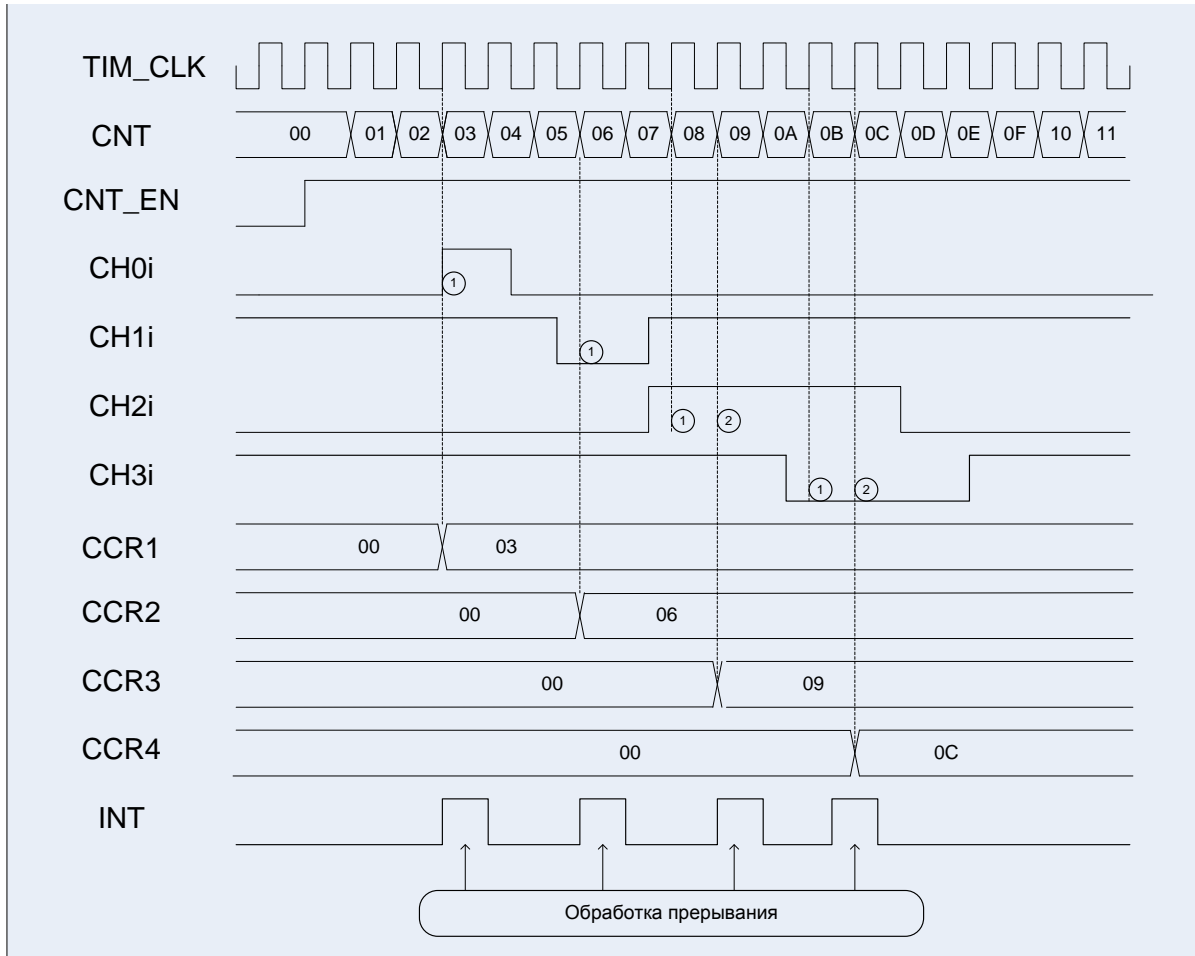 TIM_CLK
CNT 00 01 02 03 04 05 06 07 08 09 0A 0B 0C 0D 0E 0F 10 11
CNT_EN
CH0i 1
CH1i 1
CH2i 1 2
CH3i 1 2
CCR1 00 03
CCR2 00 06
CCR3 00 09
CCR4 00 0C
INT
Обработка прерывания